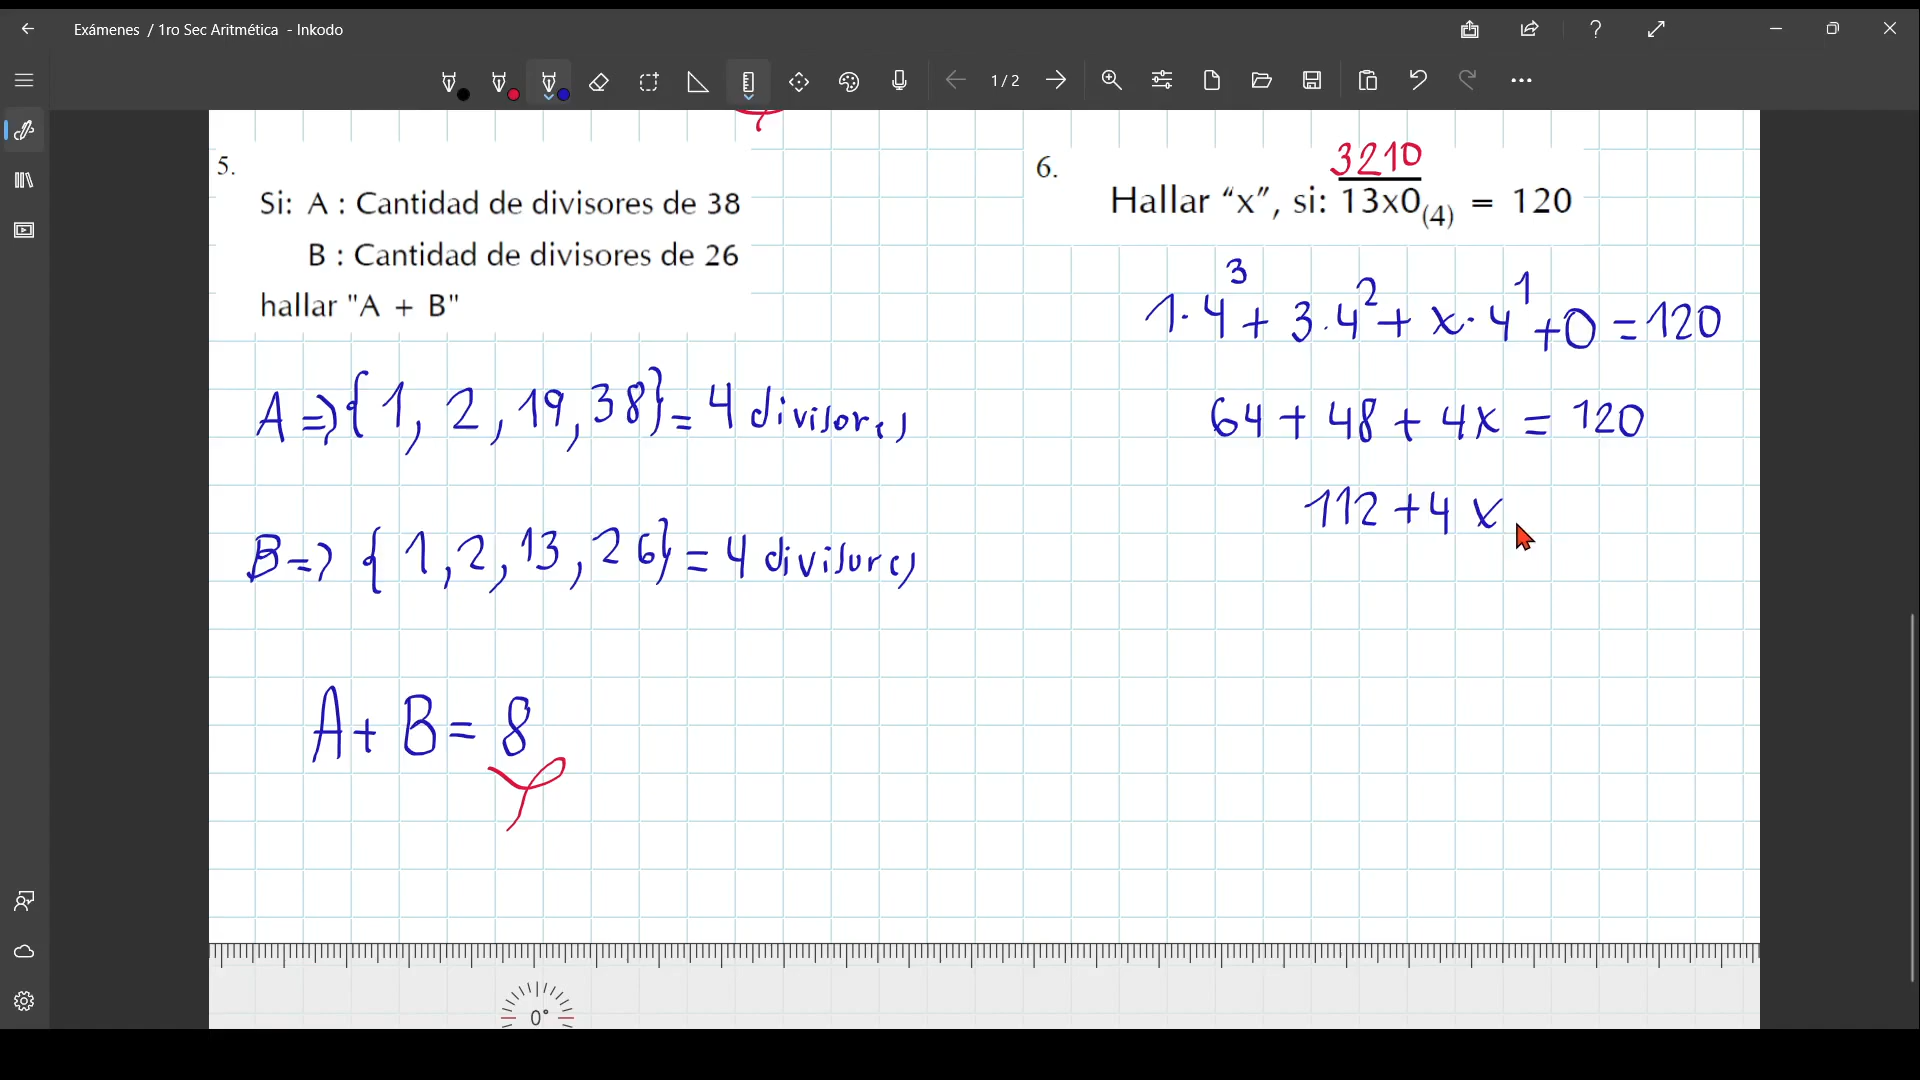 Exámenes / 1ro Sec Aritmética - Inkodo
1 / 2
5.
Si: A : Cantidad de divisores de 38
B : Cantidad de divisores de 26
hallar "A + B"
A => {1, 2, 19, 38} = 4 divisores
B => {1, 2, 13, 26} = 4 divisores
A + B = 8
6.
3210
Hallar “x”, si: 13x0(4) = 120
1·4³ + 3·4² + x·4¹ + 0 = 120
64 + 48 + 4x = 120
112 + 4x
0°